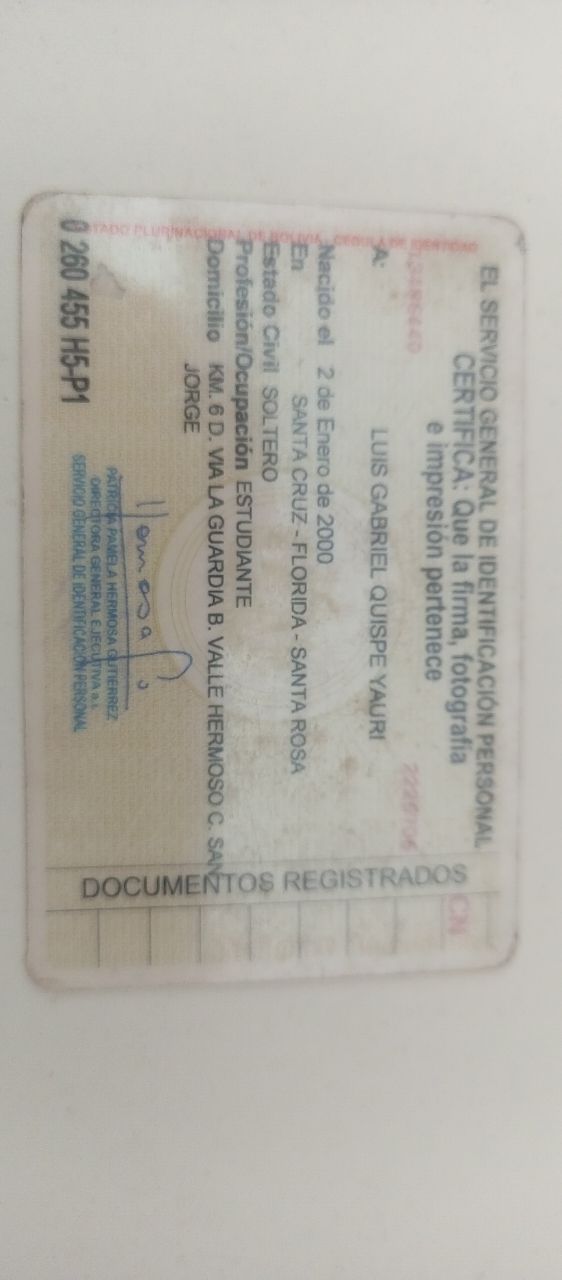 EL SERVICIO GENERAL DE IDENTIFICACIÓN PERSONAL
CERTIFICA: Que la firma, fotografía
e impresión pertenece
A: LUIS GABRIEL QUISPE YAURI
Nacido el 2 de Enero de 2000
En SANTA CRUZ - FLORIDA - SANTA ROSA
Estado Civil SOLTERO
Profesión/Ocupación ESTUDIANTE
Domicilio KM. 6 D. VIA LA GUARDIA B. VALLE HERMOSO C. SAN
JORGE
PATRICIA PAMELA HERMOSA GUTIERREZ
DIRECTORA GENERAL EJECUTIVA a.i.
SERVICIO GENERAL DE IDENTIFICACIÓN PERSONAL
0 260 455 H5-P1
ESTADO PLURINACIONAL DE BOLIVIA - CEDULA DE IDENTIDAD
DOCUMENTOS REGISTRADOS
CN